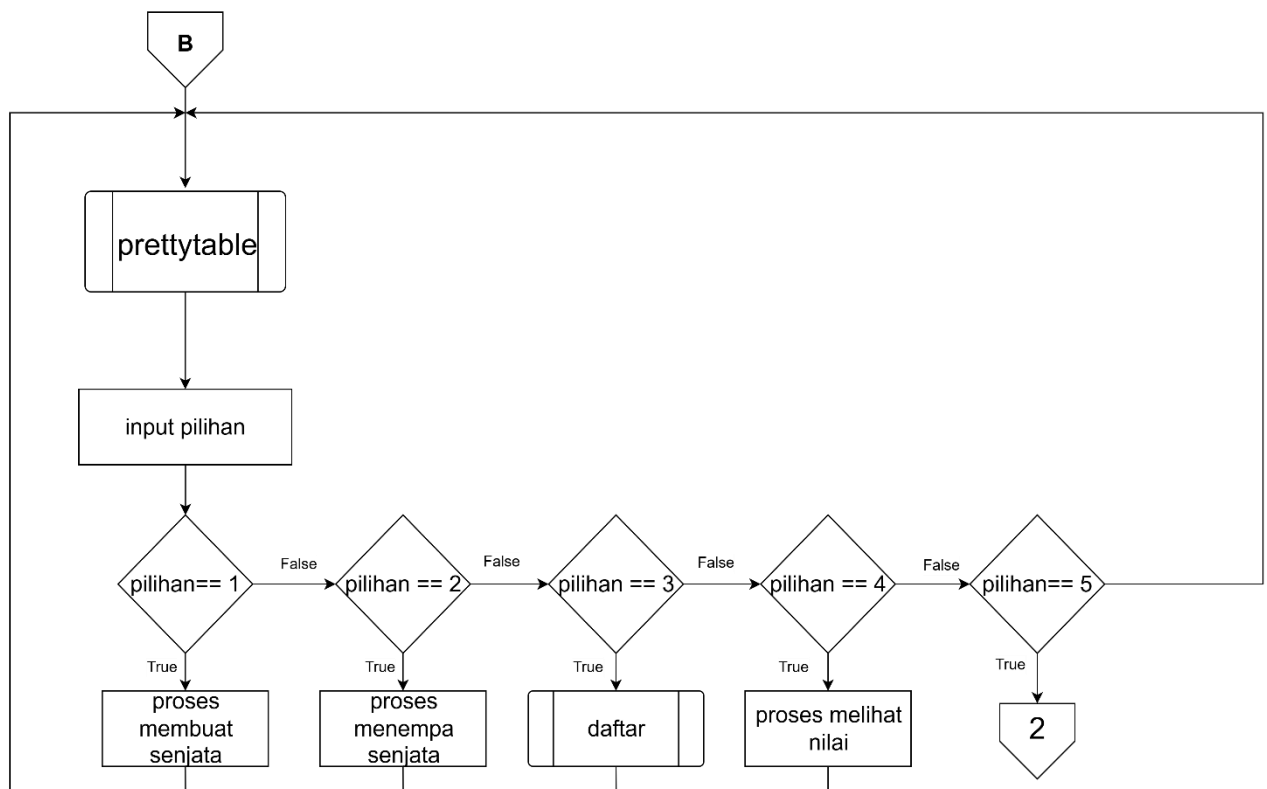 B
prettytable
input pilihan
pilihan== 1
False
pilihan == 2
False
pilihan == 3
False
pilihan == 4
False
pilihan== 5
True
True
True
True
True
proses
membuat
senjata
proses
menempa
senjata
daftar
proses melihat
nilai
2